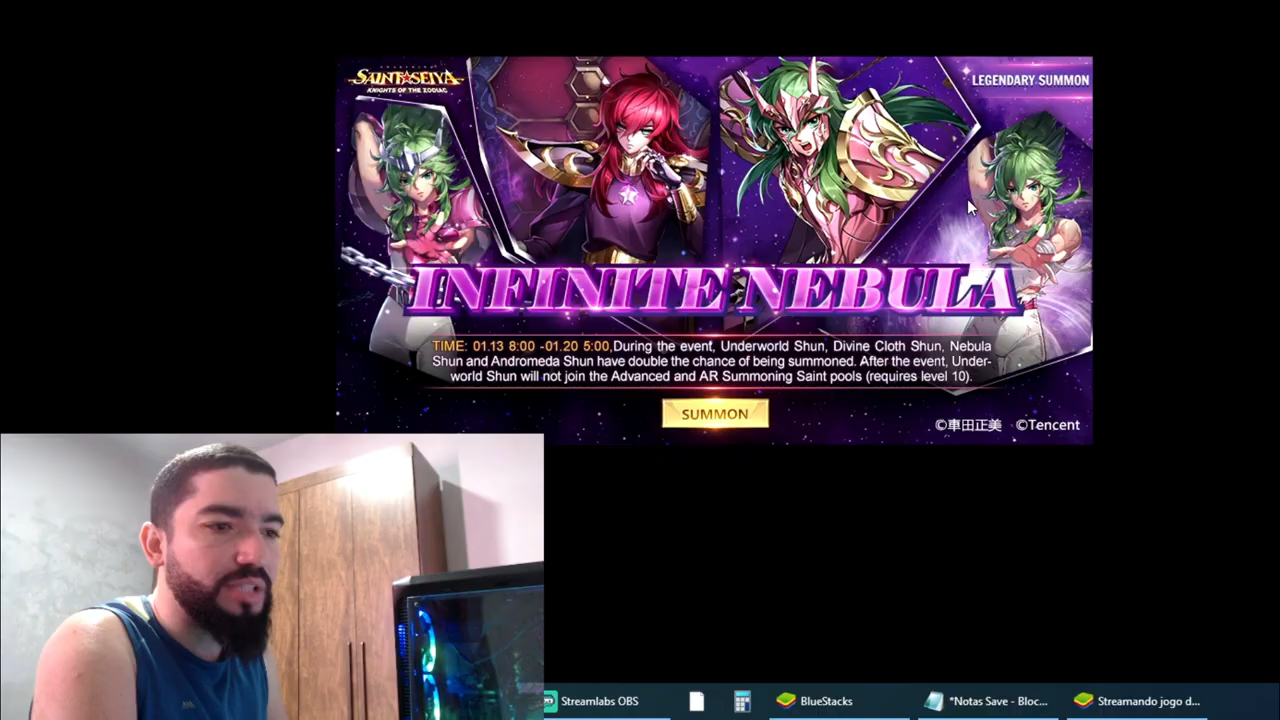 AWAKENING
SAINT SEIYA
KNIGHTS OF THE ZODIAC
LEGENDARY SUMMON
INFINITE NEBULA
TIME: 01.13 8:00 -01.20 5:00,During the event, Underworld Shun, Divine Cloth Shun, Nebula
Shun and Andromeda Shun have double the chance of being summoned. After the event, Under-
world Shun will not join the Advanced and AR Summoning Saint pools (requires level 10).
SUMMON
©車田正美 ©Tencent
Streamlabs OBS
BlueStacks
*Notas Save - Bloc...
Streamando jogo d...